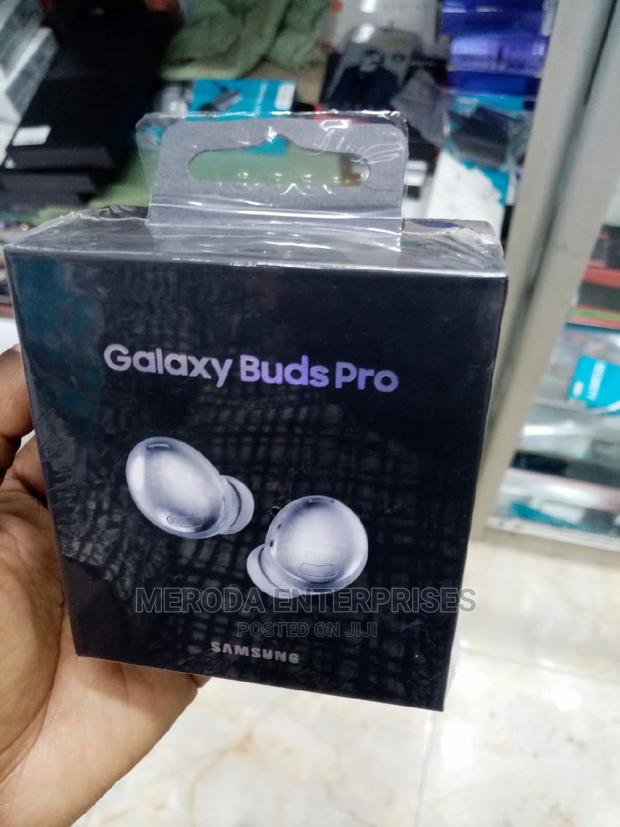 Galaxy Buds Pro
MERODA ENTERPRISES
POSTED ON JIJI
SAMSUNG